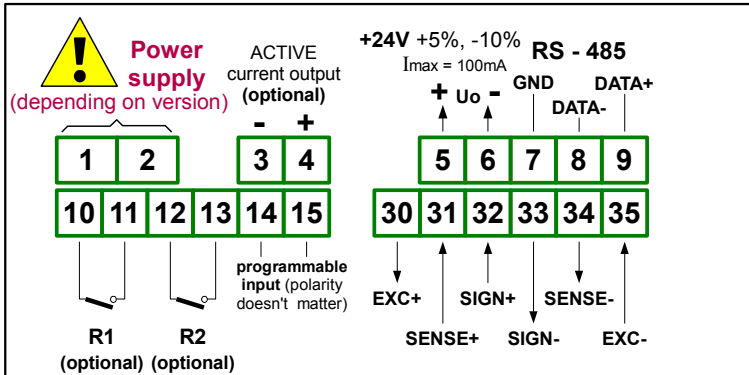 Power
supply
(depending on version)
ACTIVE
current output
(optional)
- +
+24V +5%, -10%
Imax = 100mA
+ Uo -
RS - 485
GND
DATA-
DATA+
1 2 3 4 5 6 7 8 9
10 11 12 13 14 15 30 31 32 33 34 35
R1
(optional)
R2
(optional)
programmable
input (polarity
doesn't matter)
EXC+
SENSE+
SIGN+
SIGN-
SENSE-
EXC-